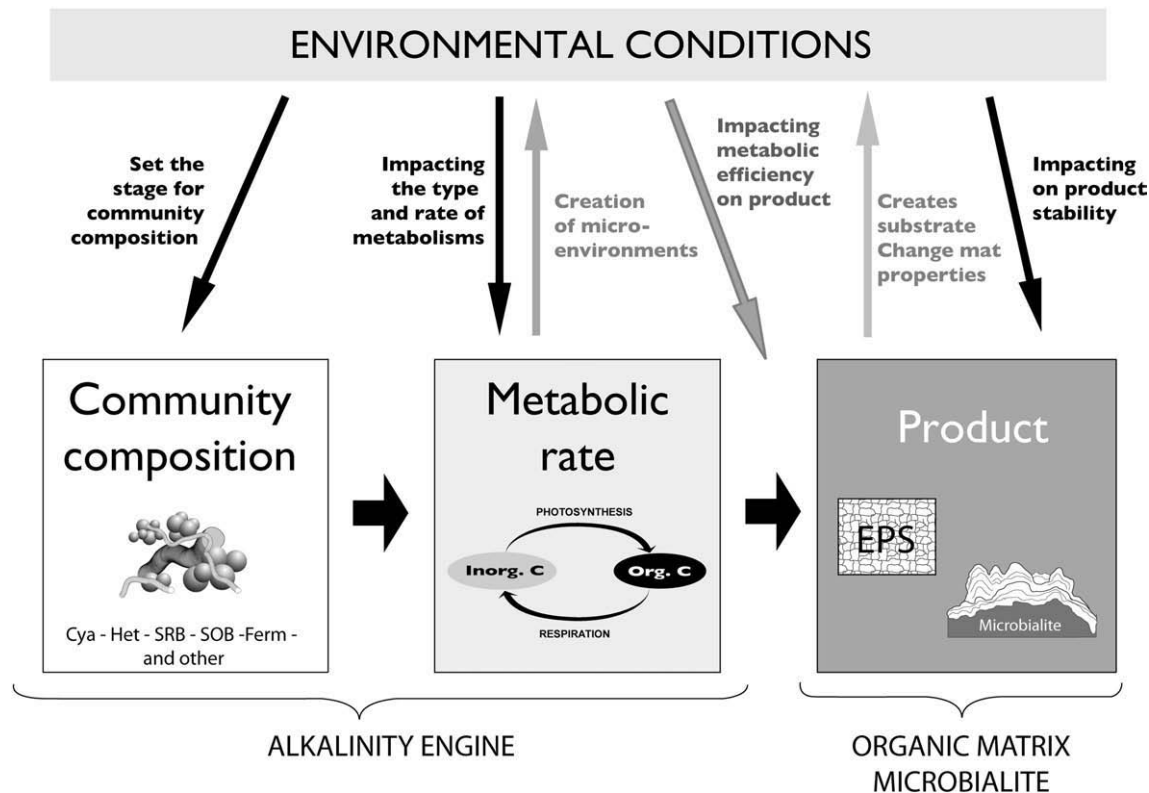 ENVIRONMENTAL CONDITIONS
Set the
stage for
community
composition
Impacting
the type
and rate of
metabolisms
Creation
of micro-
environments
Impacting
metabolic
efficiency
on product
Creates
substrate
Change mat
properties
Impacting
on product
stability
Community
composition
Cya - Het - SRB - SOB -Ferm -
and other
Metabolic
rate
PHOTOSYNTHESIS
Inorg. C
Org. C
RESPIRATION
Product
EPS
Microbialite
ALKALINITY ENGINE
ORGANIC MATRIX
MICROBIALITE